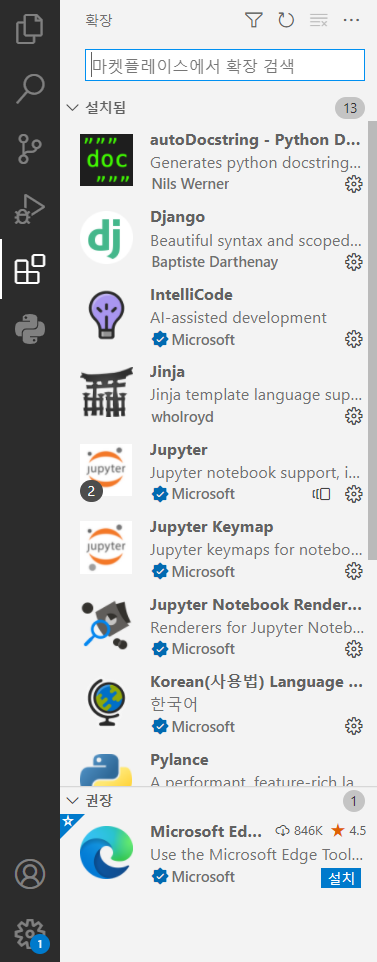 확장
마켓플레이스에서 확장 검색
설치됨 13
autoDocstring - Python D...
Generates python docstring...
Nils Werner
Django
Beautiful syntax and scoped...
Baptiste Darthenay
IntelliCode
AI-assisted development
Microsoft
Jinja
Jinja template language sup...
wholroyd
Jupyter
Jupyter notebook support, i...
2 Microsoft
Jupyter Keymap
Jupyter keymaps for notebo...
Microsoft
Jupyter Notebook Render...
Renderers for Jupyter Noteb...
Microsoft
Korean(사용법) Language ...
한국어
Microsoft
Pylance
A performant, feature-rich la...
권장 1
Microsoft Ed... 846K 4.5
Use the Microsoft Edge Tool...
Microsoft 설치
1
""" 
doc
"""
dj
jupyter
jupyter